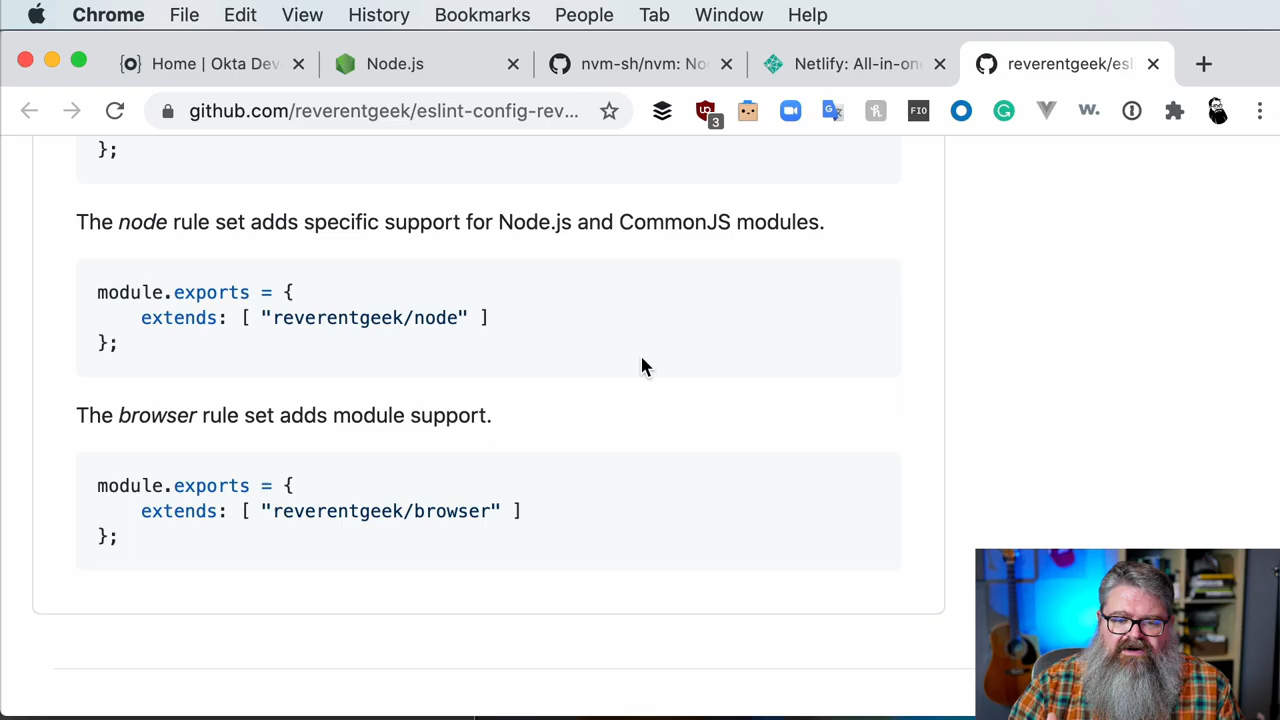 Chrome File Edit View History Bookmarks People Tab Window Help
Home | Okta Dev Node.js nvm-sh/nvm: No Netlify: All-in-on reverentgeek/esl
github.com/reverentgeek/eslint-config-rev...
3 FIO w.
};
The node rule set adds specific support for Node.js and CommonJS modules.
module.exports = {
extends: [ "reverentgeek/node" ]
};
The browser rule set adds module support.
module.exports = {
extends: [ "reverentgeek/browser" ]
};